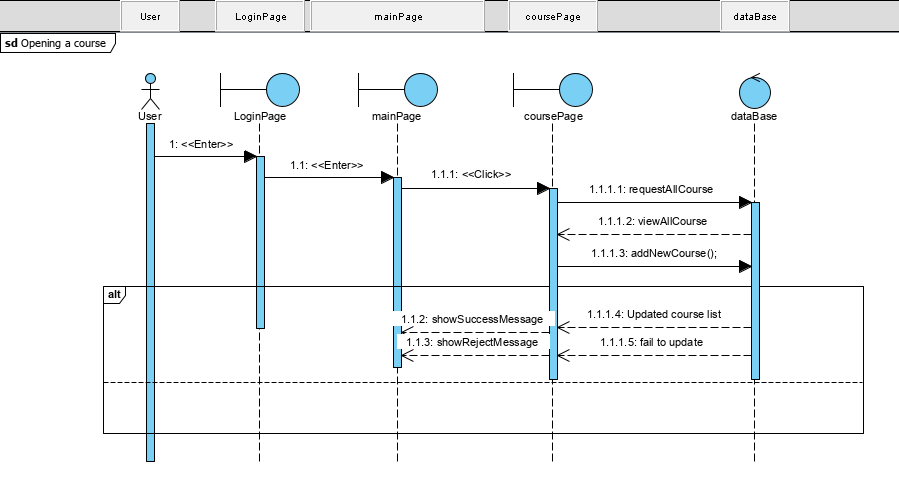 User
LoginPage
mainPage
coursePage
dataBase
sd Opening a course
User
LoginPage
mainPage
coursePage
dataBase
1: <<Enter>>
1.1: <<Enter>>
1.1.1: <<Click>>
1.1.1.1: requestAllCourse
1.1.1.2: viewAllCourse
1.1.1.3: addNewCourse();
alt
1.1.1.4: Updated course list
1.1.2: showSuccessMessage
1.1.3: showRejectMessage
1.1.1.5: fail to update